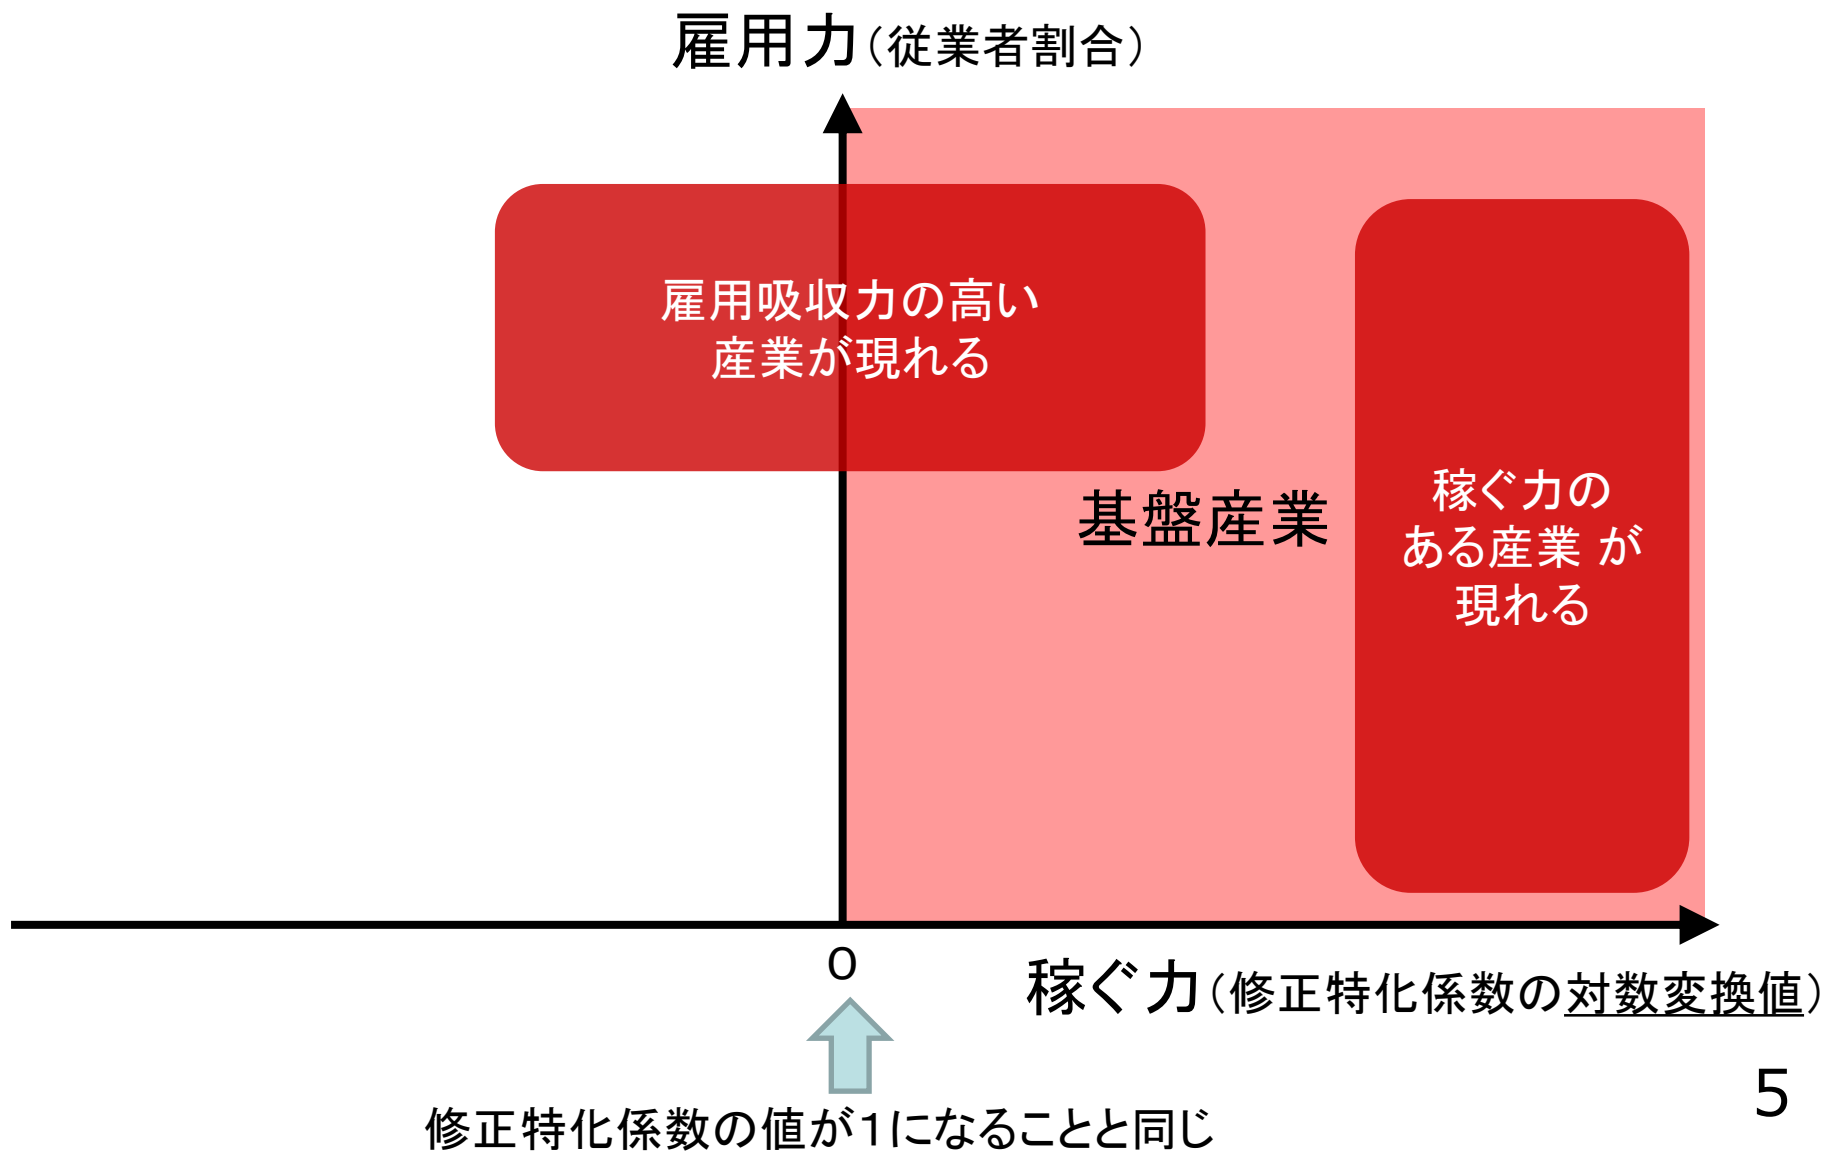 雇用力（従業者割合）
雇用吸収力の高い
産業が現れる
基盤産業
稼ぐ力の
ある産業 が
現れる
0
稼ぐ力（修正特化係数の対数変換値）
修正特化係数の値が１になることと同じ
5